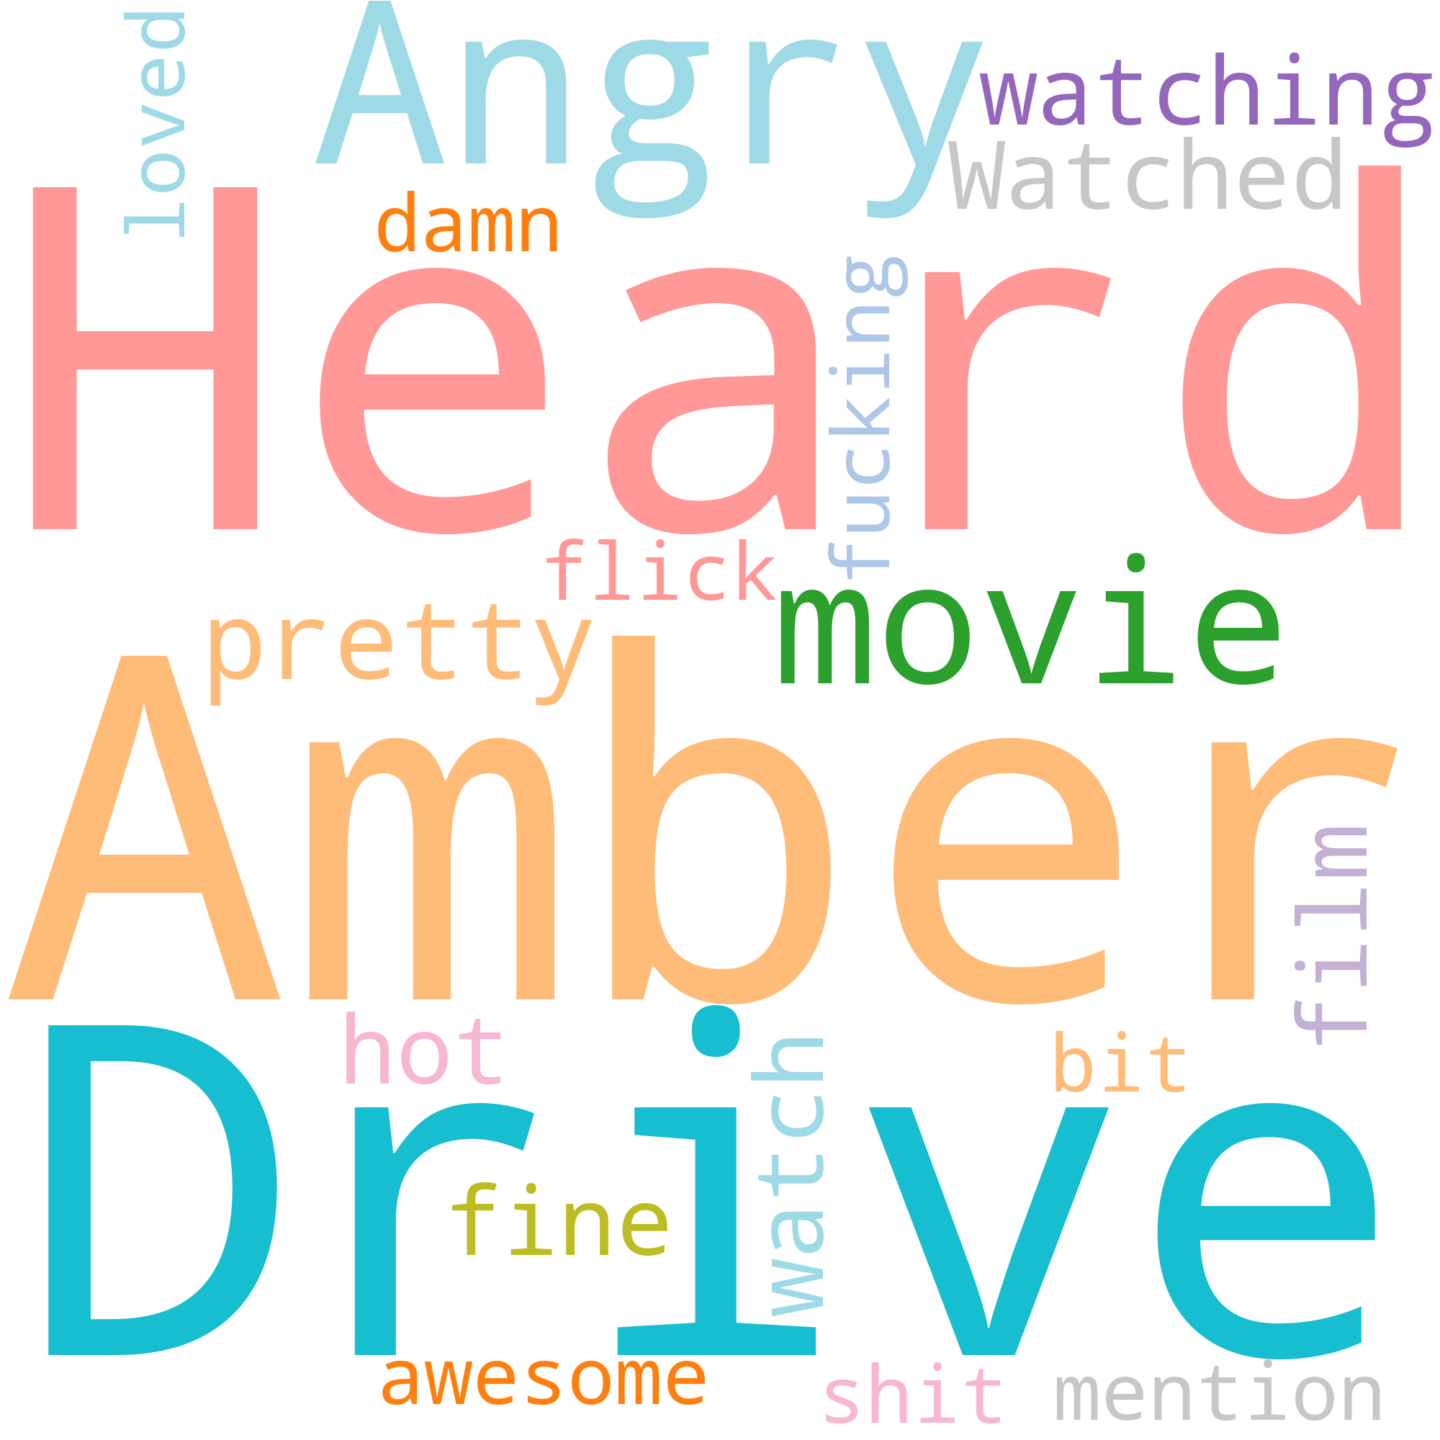 loved
Angry
watching
Watched
damn
Heard
fucking
flick
movie
pretty
Amber
film
hot
watch
bit
Drive
fine
awesome
shit
mention